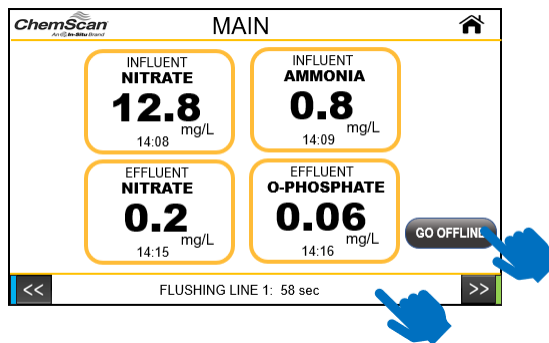 ChemScan
An In-Situ Brand
MAIN
INFLUENT
NITRATE
12.8
mg/L
14:08
INFLUENT
AMMONIA
0.8
mg/L
14:09
EFFLUENT
NITRATE
0.2
mg/L
14:15
EFFLUENT
O-PHOSPHATE
0.06
mg/L
14:16
GO OFFLINE
<<
FLUSHING LINE 1: 58 sec
>>